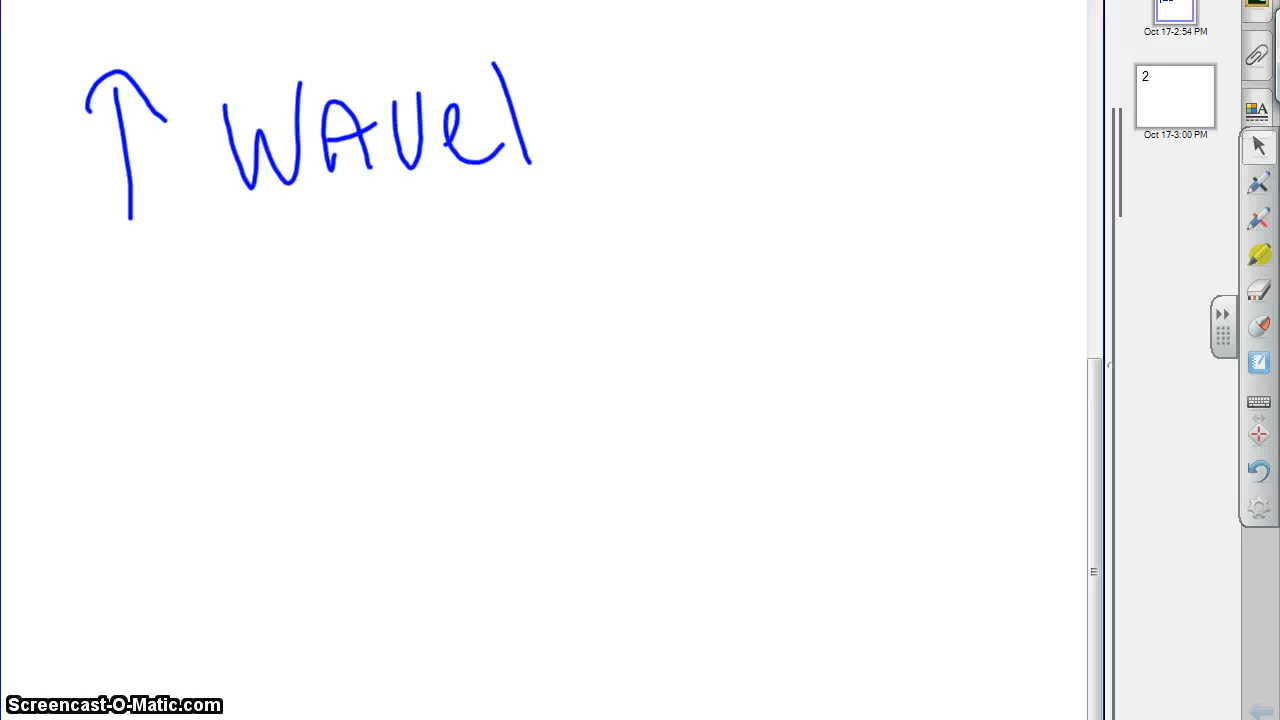 ↑ WAVel
Oct 17-2:54 PM
2
Oct 17-3:00 PM
A
Screencast-O-Matic.com